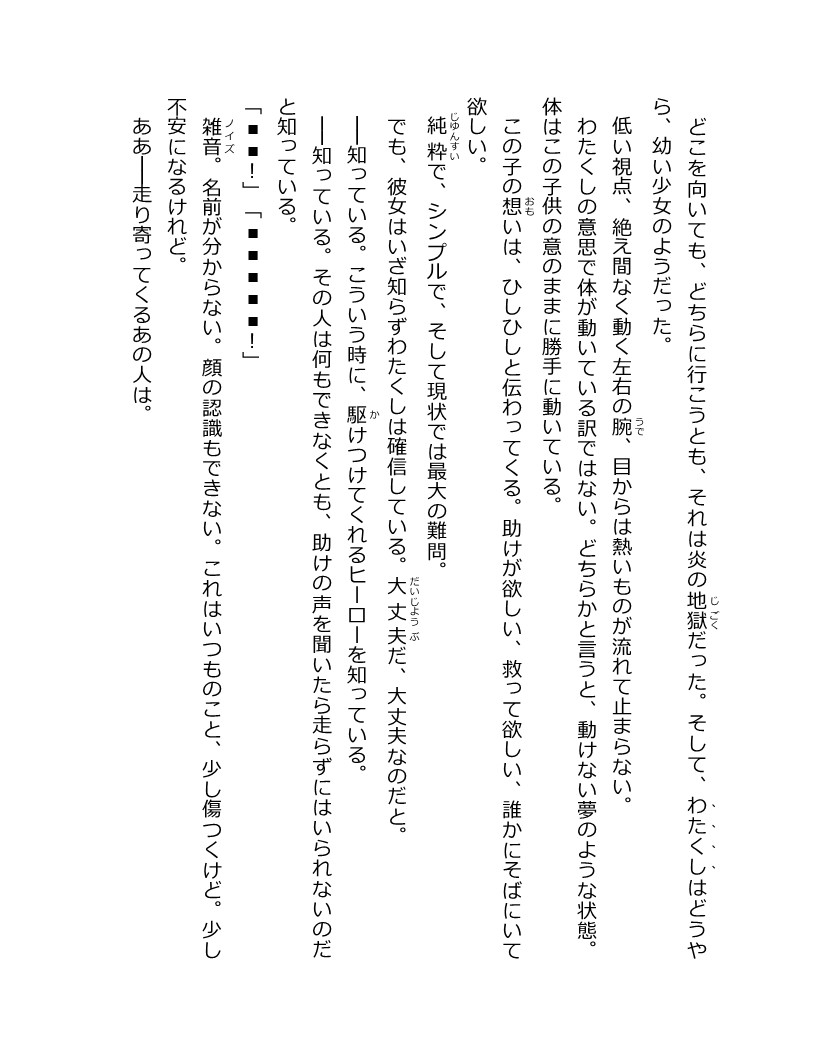 どこを向いても、どちらに行こうとも、それは炎の地獄だった。そして、わたくしはどうや
ら、幼い少女のようだった。
低い視点、絶え間なく動く左右の腕、目からは熱いものが流れて止まらない。
わたくしの意思で体が動いている訳ではない。どちらかと言うと、動けない夢のような状態。
体はこの子供の意のままに勝手に動いている。
この子の想いは、ひしひしと伝わってくる。助けが欲しい、救って欲しい、誰かにそばにいて
欲しい。
純粋で、シンプルで、そして現状では最大の難問。
でも、彼女はいざ知らずわたくしは確信している。大丈夫だ、大丈夫なのだと。
──知っている。こういう時に、駆けつけてくれるヒーローを知っている。
──知っている。その人は何もできなくとも、助けの声を聞いたら走らずにはいられないのだ
と知っている。
「■■！」「■■■■■！」
雑音。名前が分からない。顔の認識もできない。これはいつものこと、少し傷つくけど。少し
不安になるけれど。
ああ──走り寄ってくるあの人は。